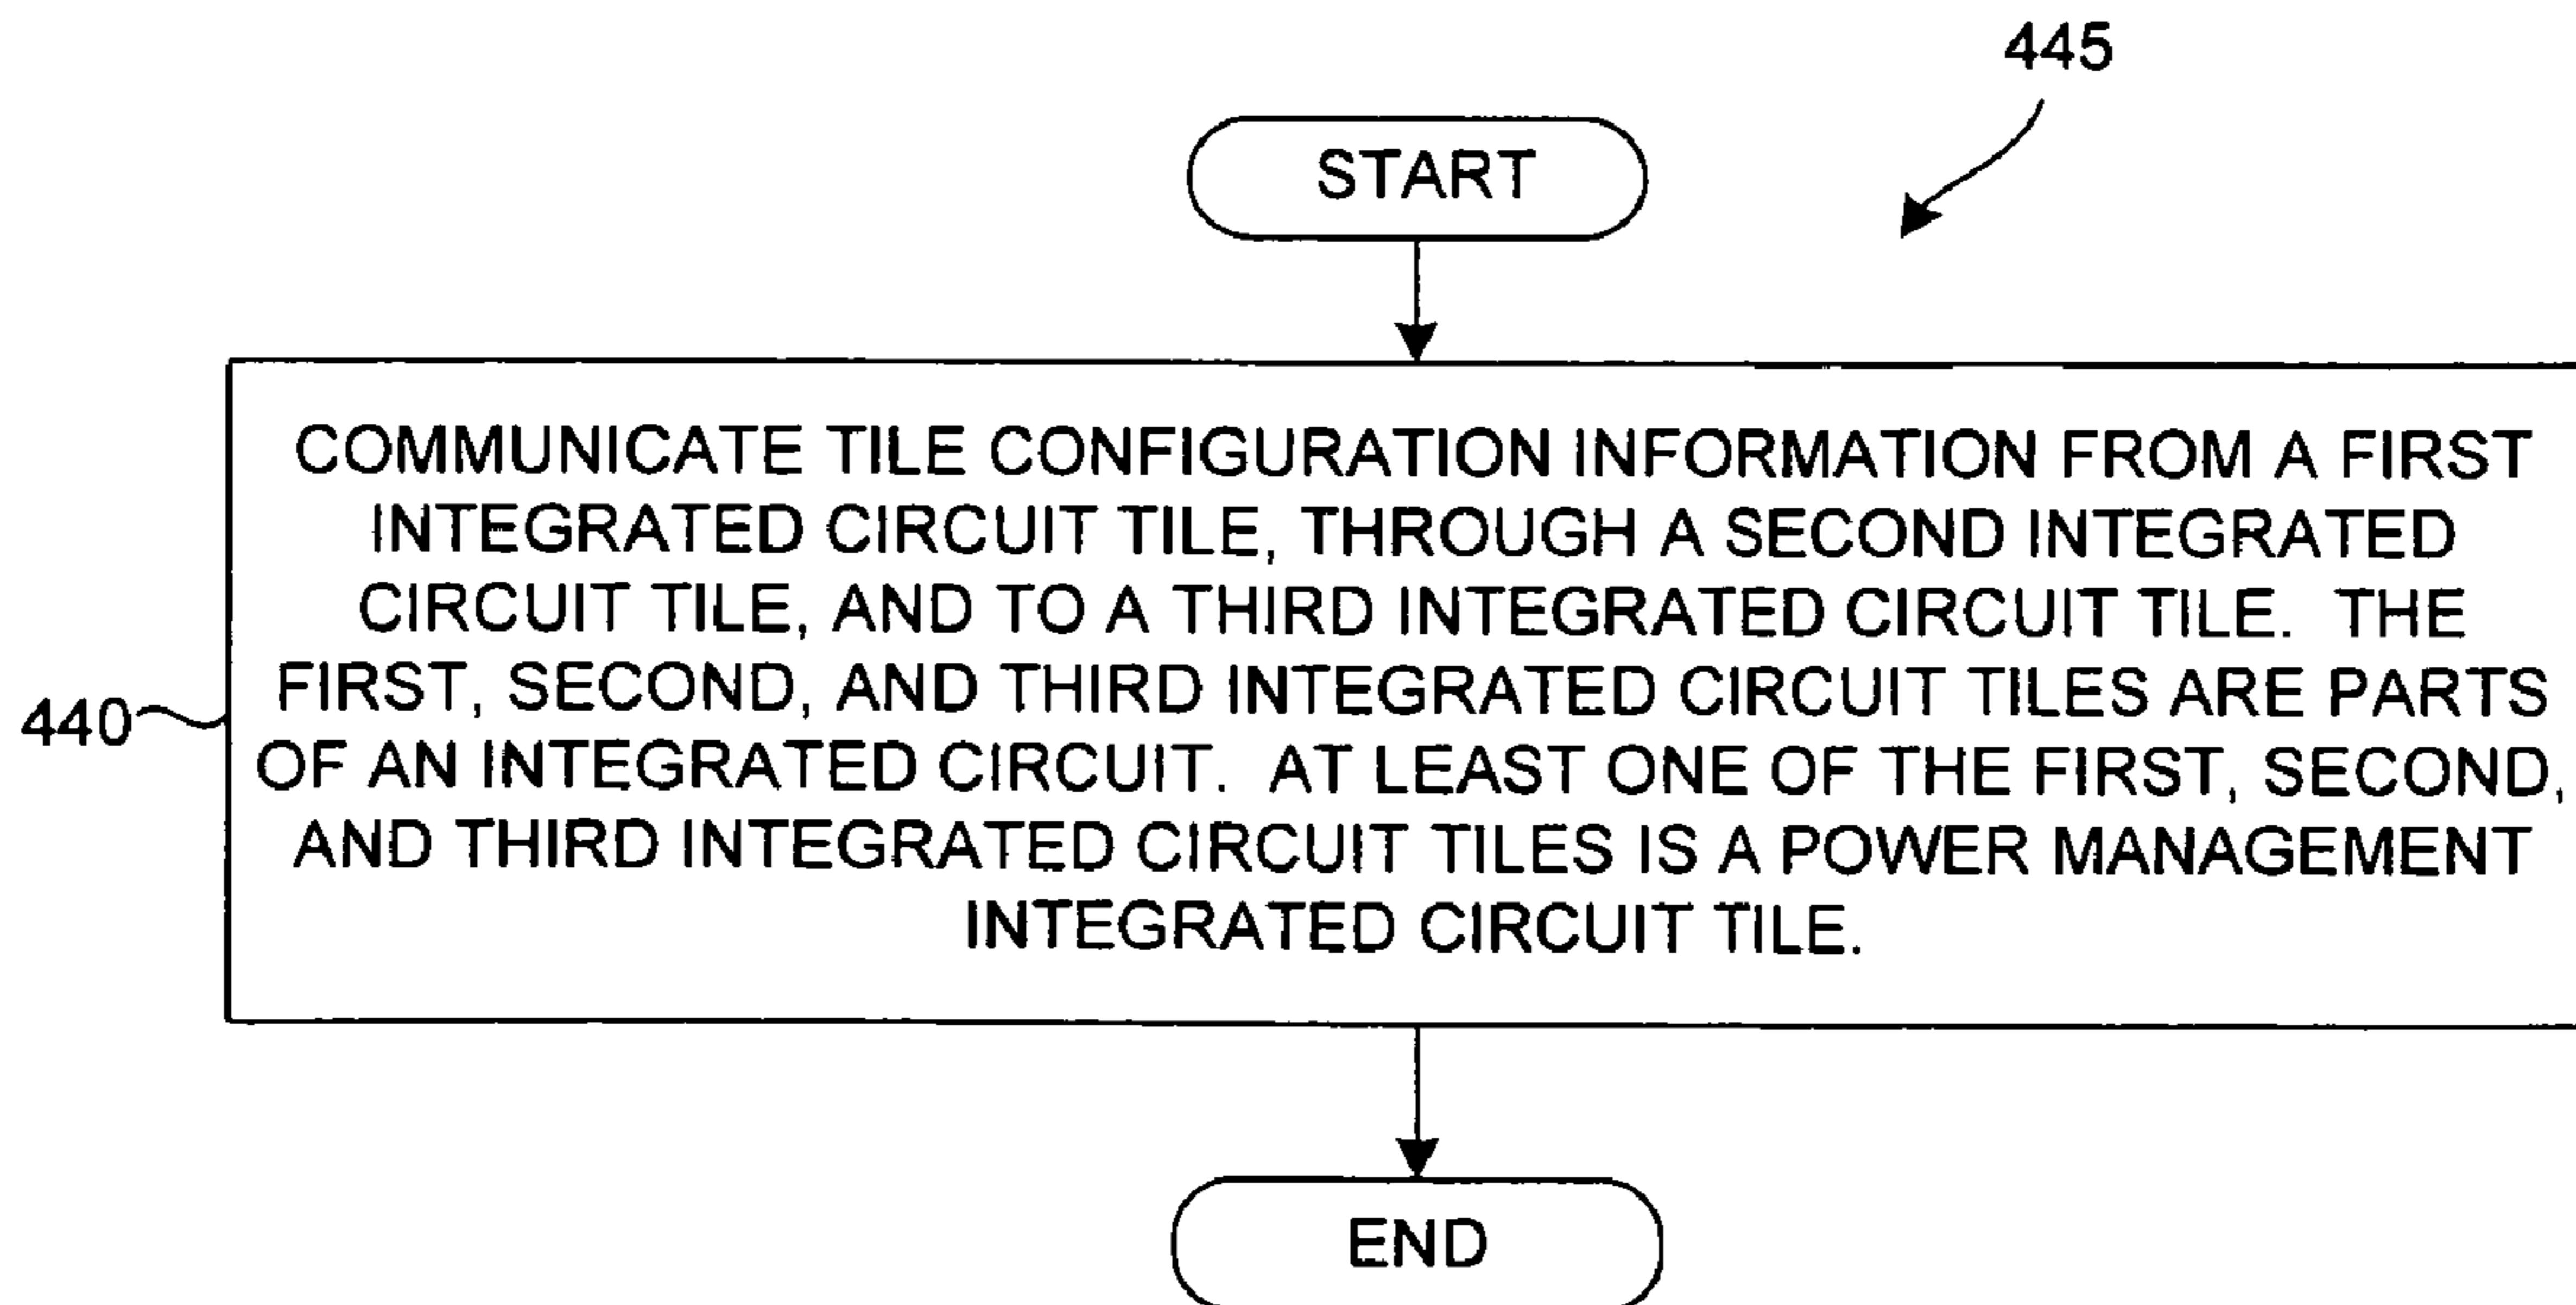 445
START
COMMUNICATE TILE CONFIGURATION INFORMATION FROM A FIRST
INTEGRATED CIRCUIT TILE, THROUGH A SECOND INTEGRATED
CIRCUIT TILE, AND TO A THIRD INTEGRATED CIRCUIT TILE. THE
FIRST, SECOND, AND THIRD INTEGRATED CIRCUIT TILES ARE PARTS
OF AN INTEGRATED CIRCUIT. AT LEAST ONE OF THE FIRST, SECOND,
AND THIRD INTEGRATED CIRCUIT TILES IS A POWER MANAGEMENT
INTEGRATED CIRCUIT TILE.
440
END